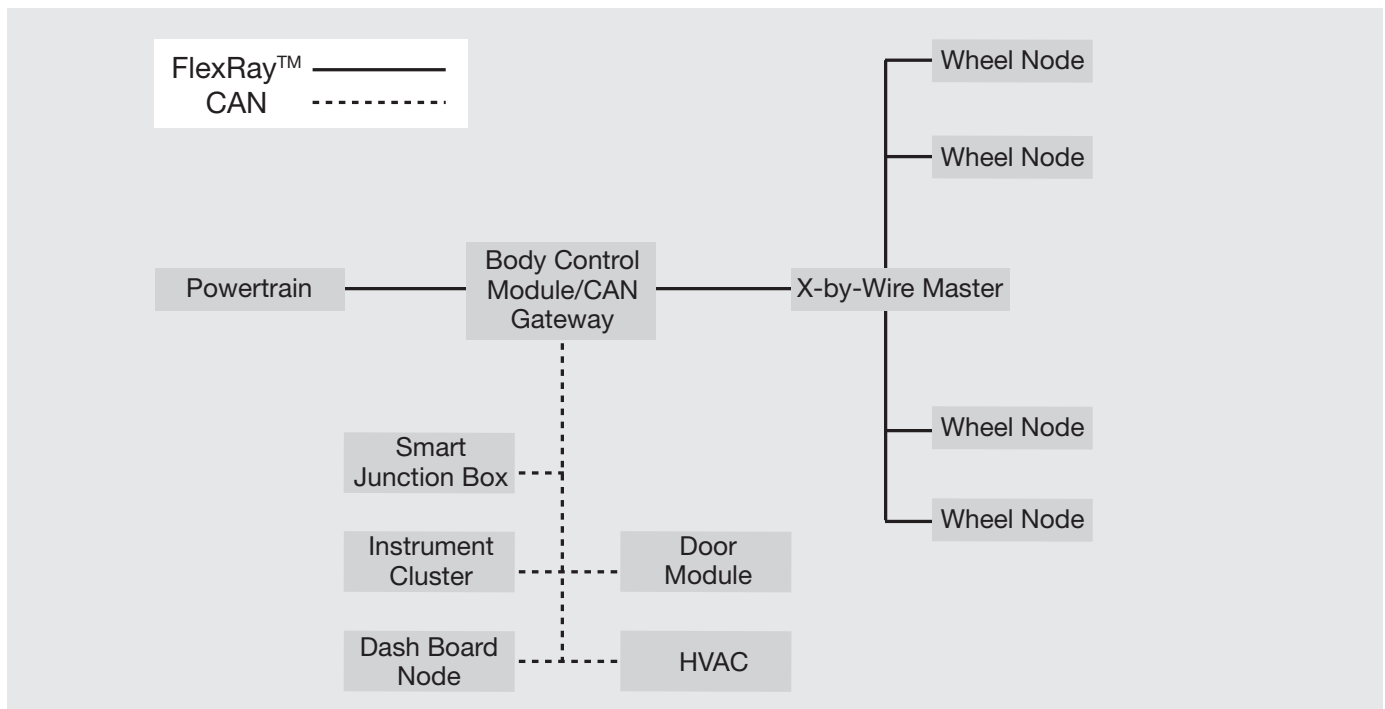 FlexRay™
CAN
Wheel Node
Wheel Node
Powertrain
Body Control
Module/CAN
Gateway
X-by-Wire Master
Wheel Node
Wheel Node
Smart
Junction Box
Instrument
Cluster
Door
Module
Dash Board
Node
HVAC